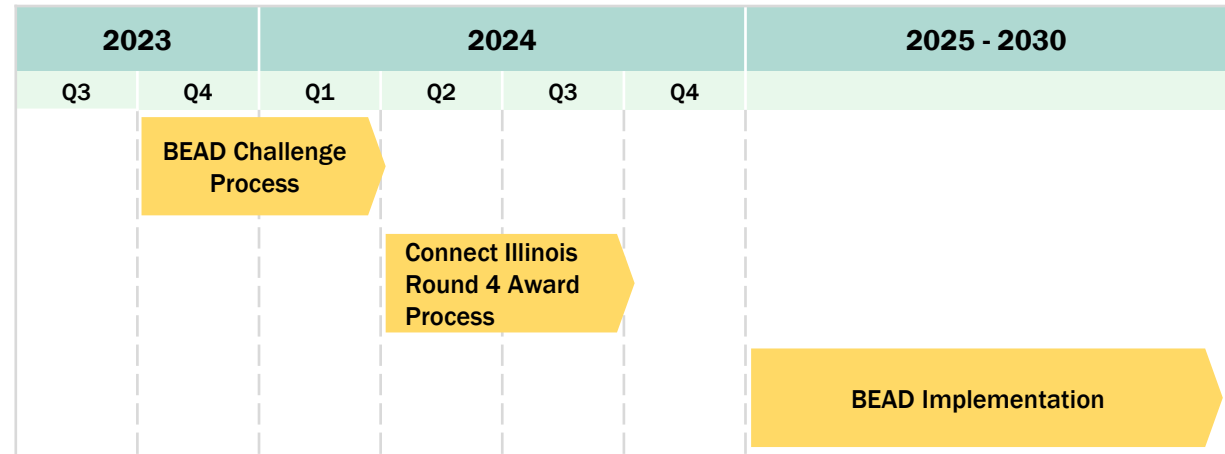 2023 2024 2025 - 2030
Q3 Q4 Q1 Q2 Q3 Q4
BEAD Challenge
Process
Connect Illinois
Round 4 Award
Process
BEAD Implementation